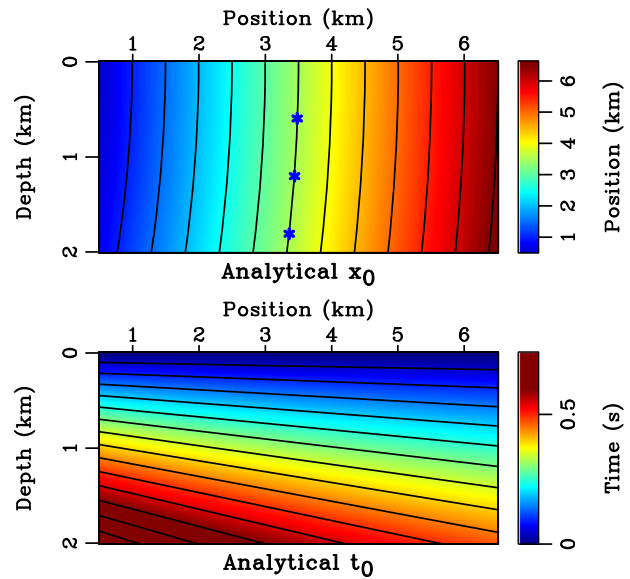 Position (km)
1 2 3 4 5 6
0
1
2
Depth (km)
Analytical x0
6
5
4
3
2
1
Position (km)
Position (km)
1 2 3 4 5 6
0
1
2
Depth (km)
Analytical t0
0.5
0
Time (s)